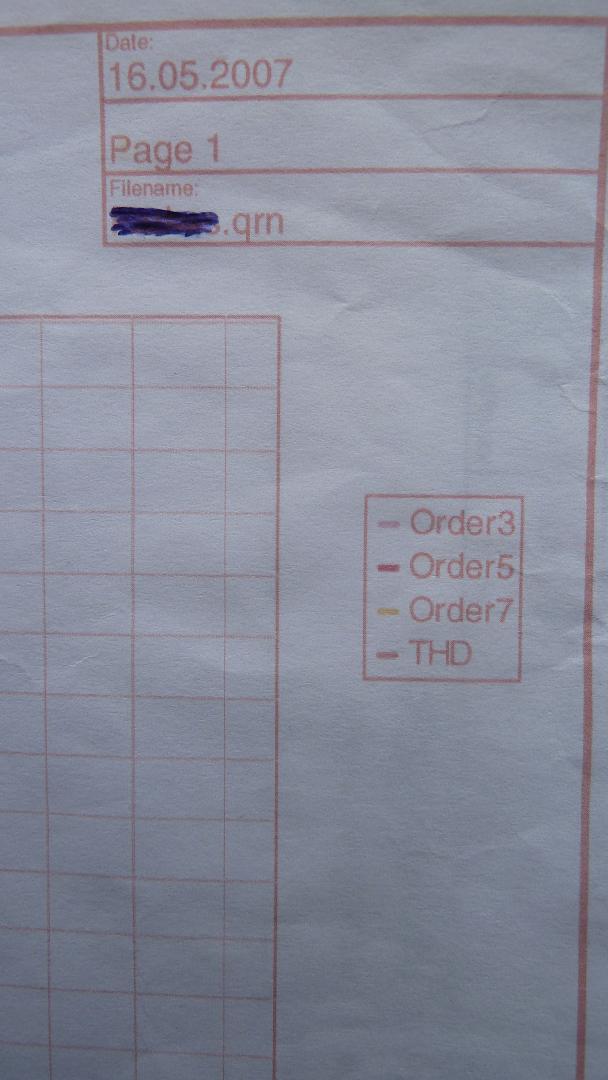 Date:
16.05.2007
Page 1
Filename:
.qrn
Order3
Order5
Order7
THD